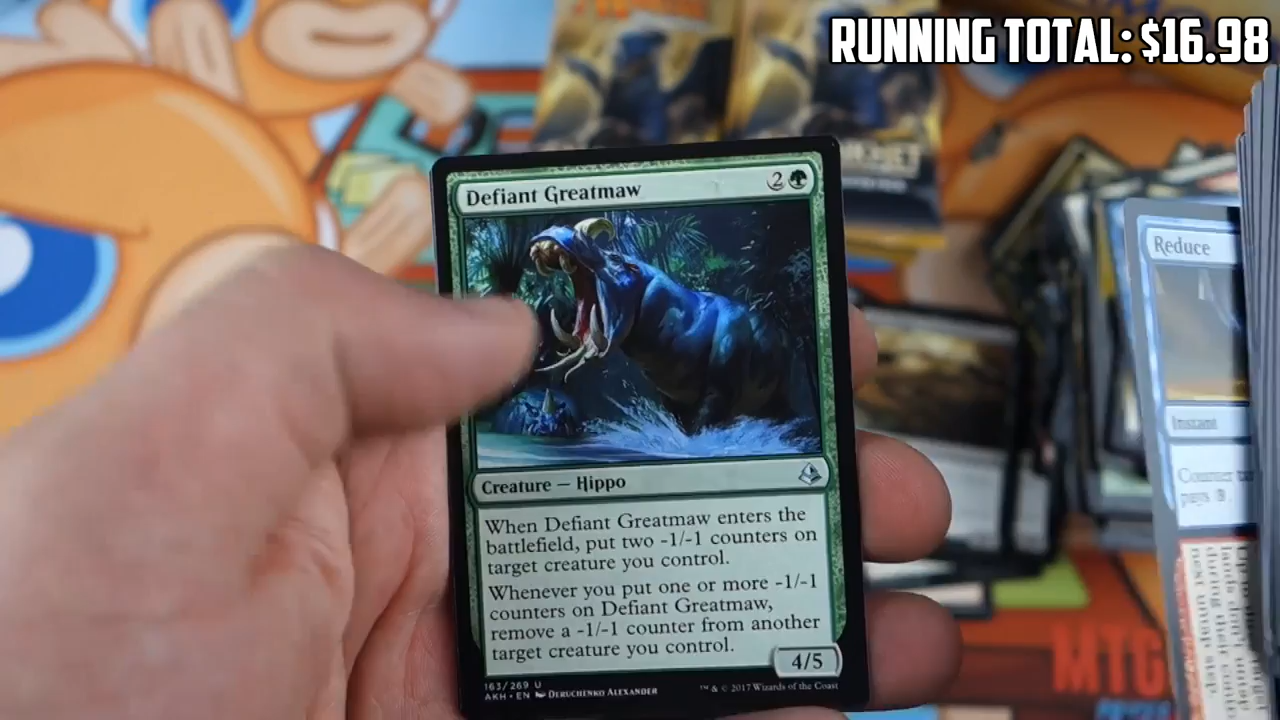 RUNNING TOTAL: $16.98
Defiant Greatmaw 2
Creature — Hippo
When Defiant Greatmaw enters the
battlefield, put two -1/-1 counters on
target creature you control.
Whenever you put one or more -1/-1
counters on Defiant Greatmaw,
remove a -1/-1 counter from another
target creature you control.
4/5
163/269 U
AKH • EN Deruchenko Alexander
™ & © 2017 Wizards of the Coast
Reduce
Instant
Counter
pays
MTG